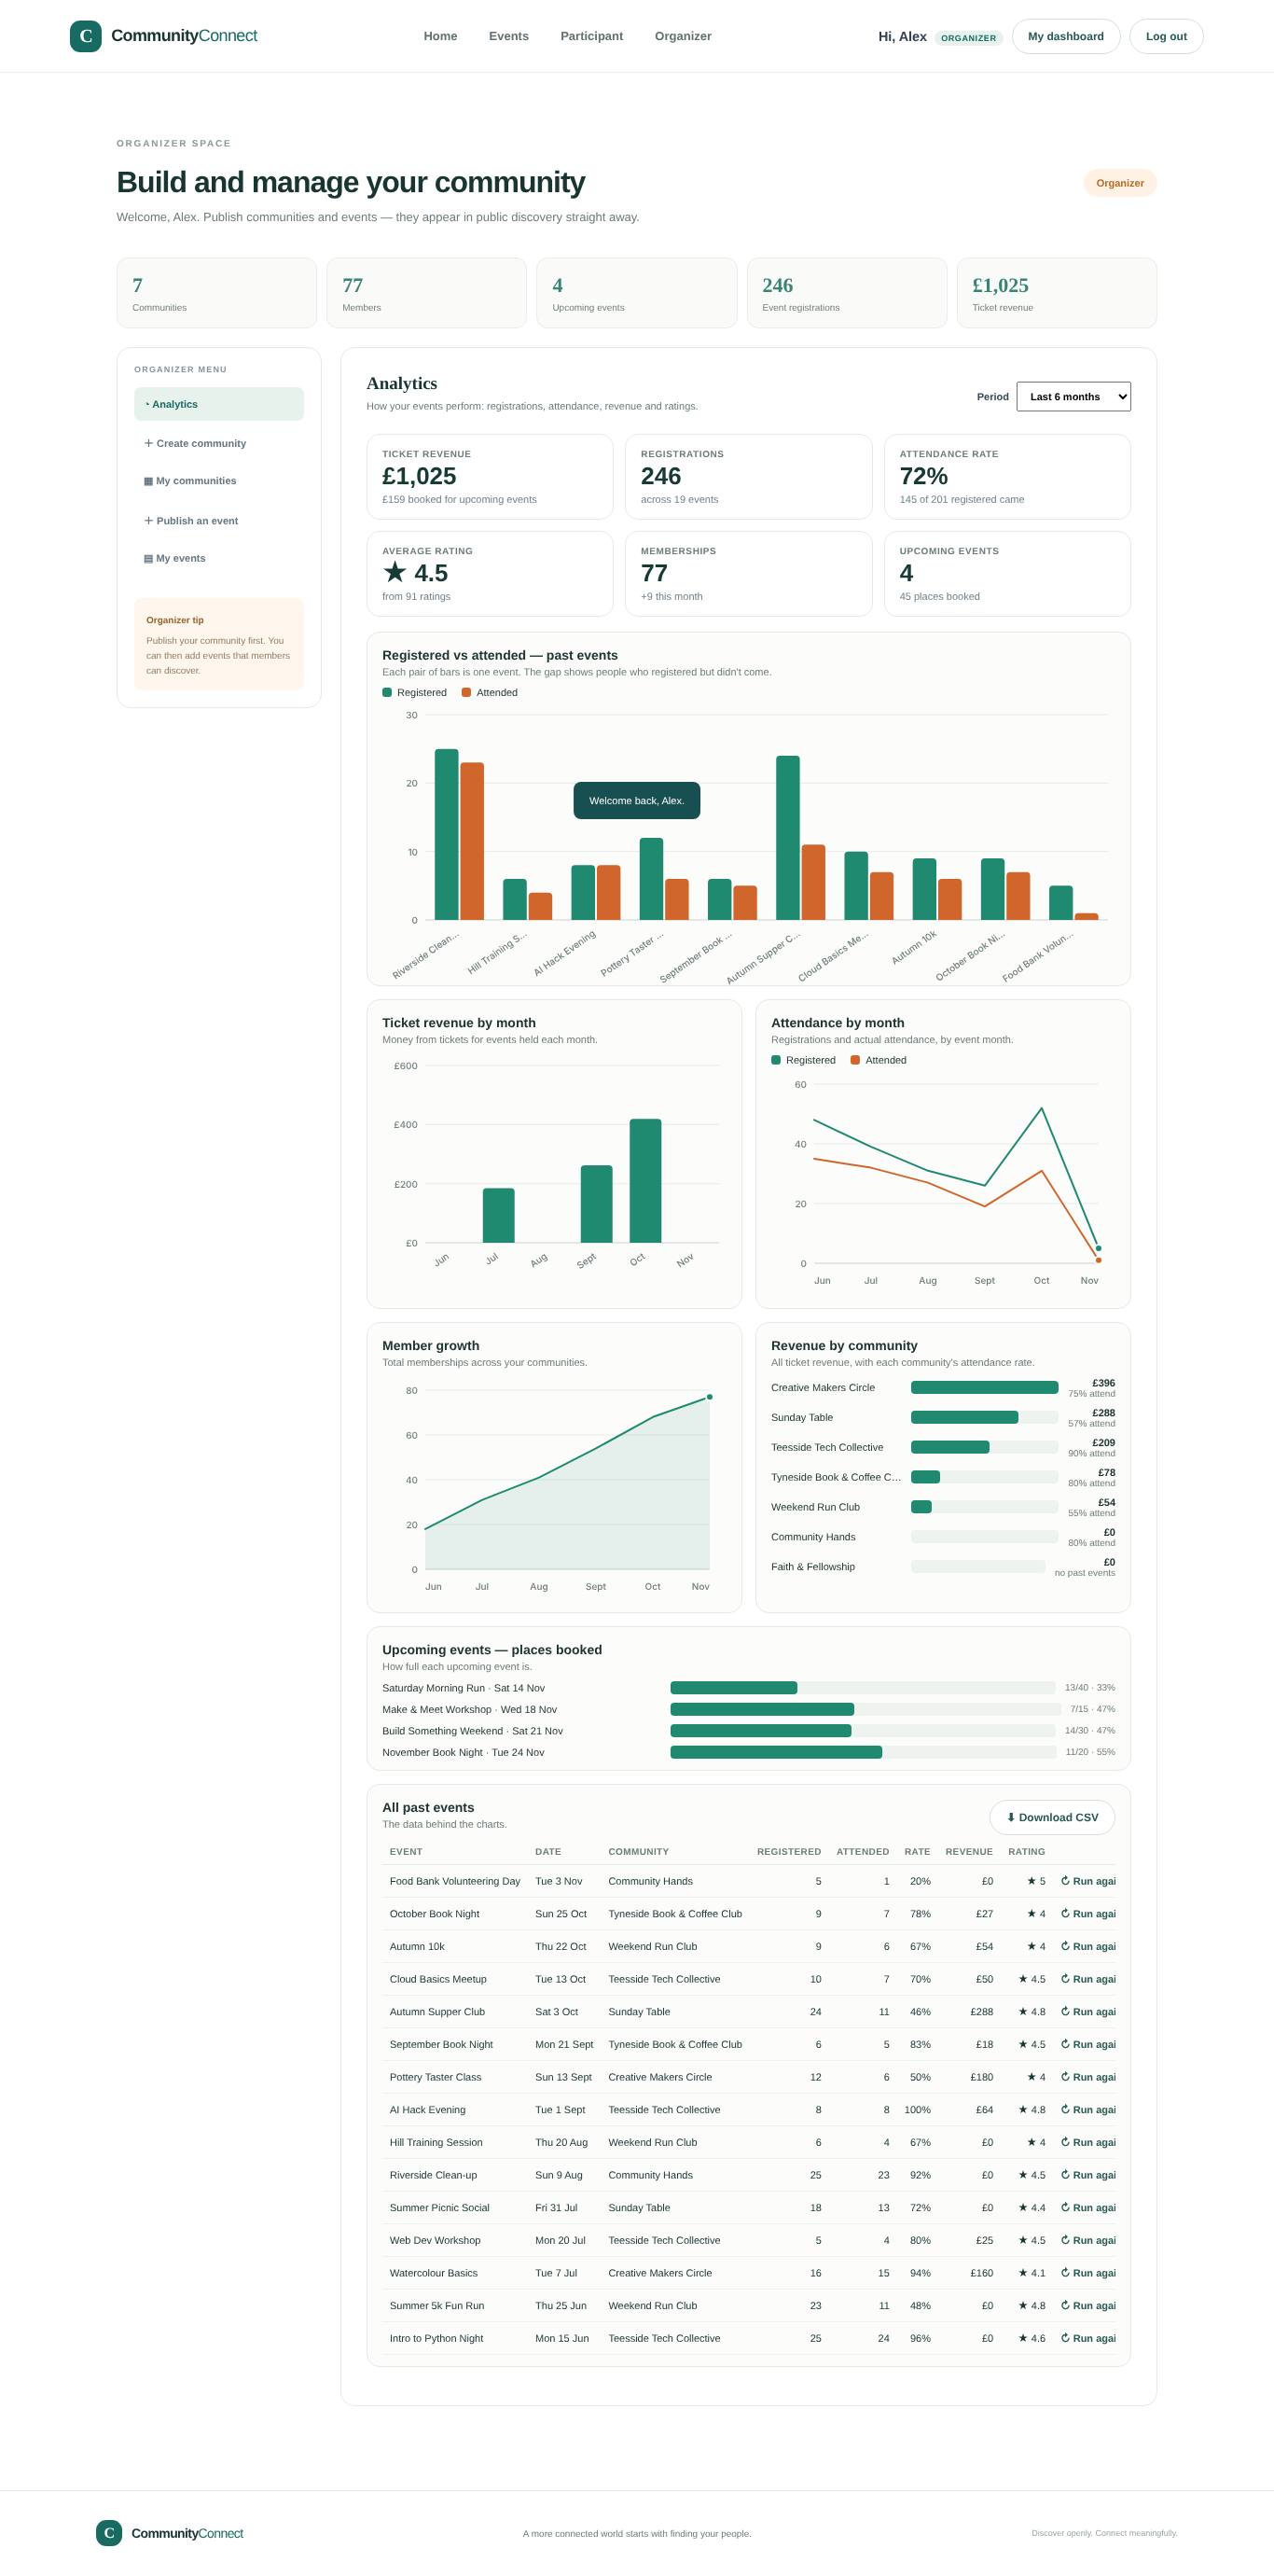 C CommunityConnect
Home Events Participant Organizer
Hi, Alex ORGANIZER My dashboard Log out
ORGANIZER SPACE
Build and manage your community
Organizer
Welcome, Alex. Publish communities and events — they appear in public discovery straight away.
7
Communities
77
Members
4
Upcoming events
246
Event registrations
£1,025
Ticket revenue
ORGANIZER MENU
Analytics
+ Create community
▦ My communities
+ Publish an event
▤ My events
Organizer tip
Publish your community first. You
can then add events that members
can discover.
Analytics
How your events perform: registrations, attendance, revenue and ratings.
Period Last 6 months
TICKET REVENUE
£1,025
£159 booked for upcoming events
REGISTRATIONS
246
across 19 events
ATTENDANCE RATE
72%
145 of 201 registered came
AVERAGE RATING
★ 4.5
from 91 ratings
MEMBERSHIPS
77
+9 this month
UPCOMING EVENTS
4
45 places booked
Registered vs attended — past events
Each pair of bars is one event. The gap shows people who registered but didn't come.
Registered Attended
30
20
10
0
Welcome back, Alex.
Riverside Clean…
Hill Training S…
AI Hack Evening
Pottery Taster …
September Book …
Autumn Supper C…
Cloud Basics Me…
Autumn 10k
October Book Ni…
Food Bank Volun…
Ticket revenue by month
Money from tickets for events held each month.
£600
£400
£200
£0
Jun Jul Aug Sept Oct Nov
Attendance by month
Registrations and actual attendance, by event month.
Registered Attended
60
40
20
0
Jun Jul Aug Sept Oct Nov
Member growth
Total memberships across your communities.
80
60
40
20
0
Jun Jul Aug Sept Oct Nov
Revenue by community
All ticket revenue, with each community's attendance rate.
Creative Makers Circle £396
75% attend
Sunday Table £288
57% attend
Teesside Tech Collective £209
90% attend
Tyneside Book & Coffee C… £78
80% attend
Weekend Run Club £54
55% attend
Community Hands £0
80% attend
Faith & Fellowship £0
no past events
Upcoming events — places booked
How full each upcoming event is.
Saturday Morning Run · Sat 14 Nov 13/40 · 33%
Make & Meet Workshop · Wed 18 Nov 7/15 · 47%
Build Something Weekend · Sat 21 Nov 14/30 · 47%
November Book Night · Tue 24 Nov 11/20 · 55%
All past events
The data behind the charts.
⬇ Download CSV
EVENT DATE COMMUNITY REGISTERED ATTENDED RATE REVENUE RATING
Food Bank Volunteering Day Tue 3 Nov Community Hands 5 1 20% £0 ★ 5 ↻ Run agai
October Book Night Sun 25 Oct Tyneside Book & Coffee Club 9 7 78% £27 ★ 4 ↻ Run agai
Autumn 10k Thu 22 Oct Weekend Run Club 9 6 67% £54 ★ 4 ↻ Run agai
Cloud Basics Meetup Tue 13 Oct Teesside Tech Collective 10 7 70% £50 ★ 4.5 ↻ Run agai
Autumn Supper Club Sat 3 Oct Sunday Table 24 11 46% £288 ★ 4.8 ↻ Run agai
September Book Night Mon 21 Sept Tyneside Book & Coffee Club 6 5 83% £18 ★ 4.5 ↻ Run agai
Pottery Taster Class Sun 13 Sept Creative Makers Circle 12 6 50% £180 ★ 4 ↻ Run agai
AI Hack Evening Tue 1 Sept Teesside Tech Collective 8 8 100% £64 ★ 4.8 ↻ Run agai
Hill Training Session Thu 20 Aug Weekend Run Club 6 4 67% £0 ★ 4 ↻ Run agai
Riverside Clean-up Sun 9 Aug Community Hands 25 23 92% £0 ★ 4.5 ↻ Run agai
Summer Picnic Social Fri 31 Jul Sunday Table 18 13 72% £0 ★ 4.4 ↻ Run agai
Web Dev Workshop Mon 20 Jul Teesside Tech Collective 5 4 80% £25 ★ 4.5 ↻ Run agai
Watercolour Basics Tue 7 Jul Creative Makers Circle 16 15 94% £160 ★ 4.1 ↻ Run agai
Summer 5k Fun Run Thu 25 Jun Weekend Run Club 23 11 48% £0 ★ 4.8 ↻ Run agai
Intro to Python Night Mon 15 Jun Teesside Tech Collective 25 24 96% £0 ★ 4.6 ↻ Run agai
C CommunityConnect
A more connected world starts with finding your people.
Discover openly. Connect meaningfully.